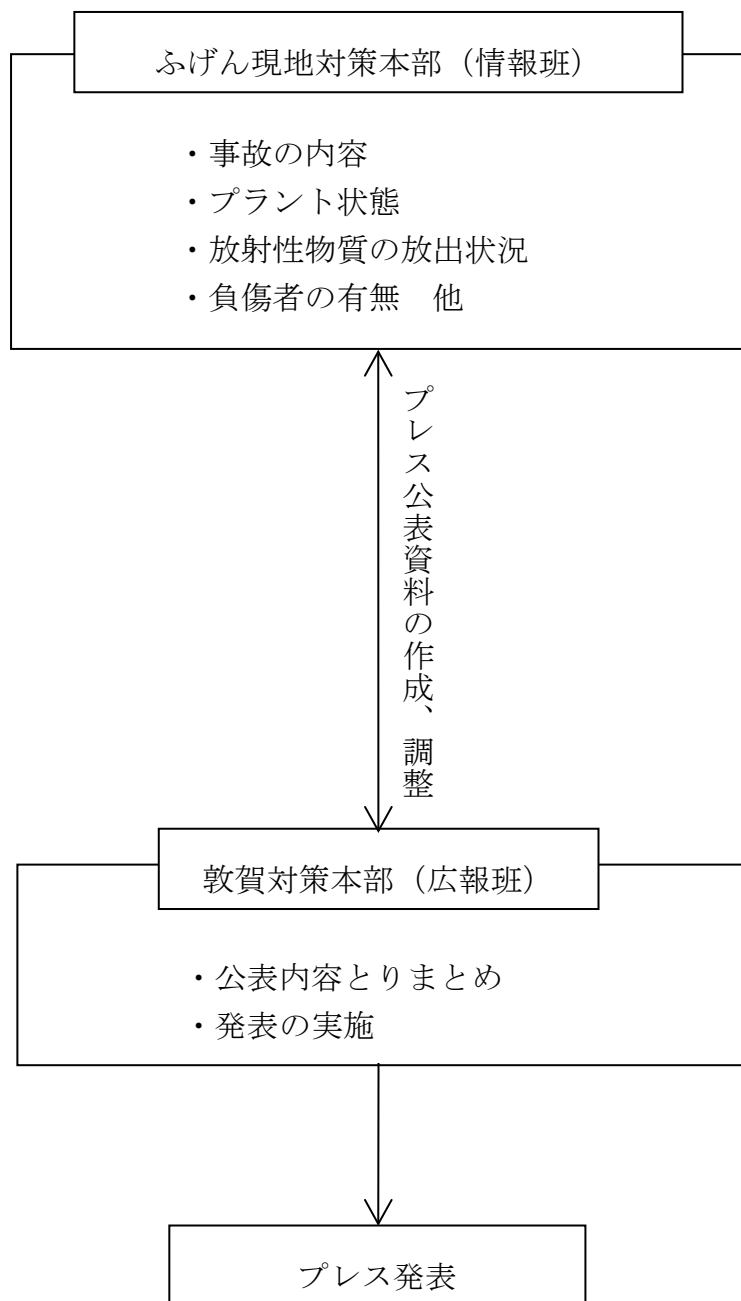 ふげん現地対策本部（情報班）
・事故の内容
・プラント状態
・放射性物質の放出状況
・負傷者の有無　他
プレス公表資料の作成、調整
敦賀対策本部（広報班）
・公表内容とりまとめ
・発表の実施
プレス発表